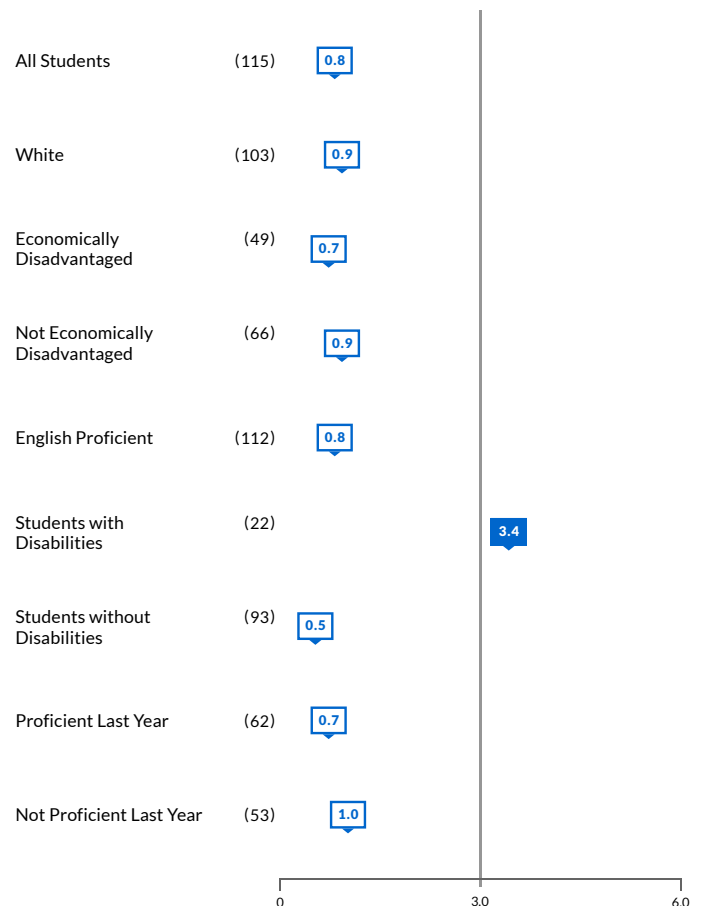 All Students (115) 0.8
White (103) 0.9
Economically (49)
Disadvantaged 0.7
Not Economically (66)
Disadvantaged 0.9
English Proficient (112) 0.8
Students with (22)
Disabilities 3.4
Students without (93)
Disabilities 0.5
Proficient Last Year (62) 0.7
Not Proficient Last Year (53) 1.0
0 3.0 6.0